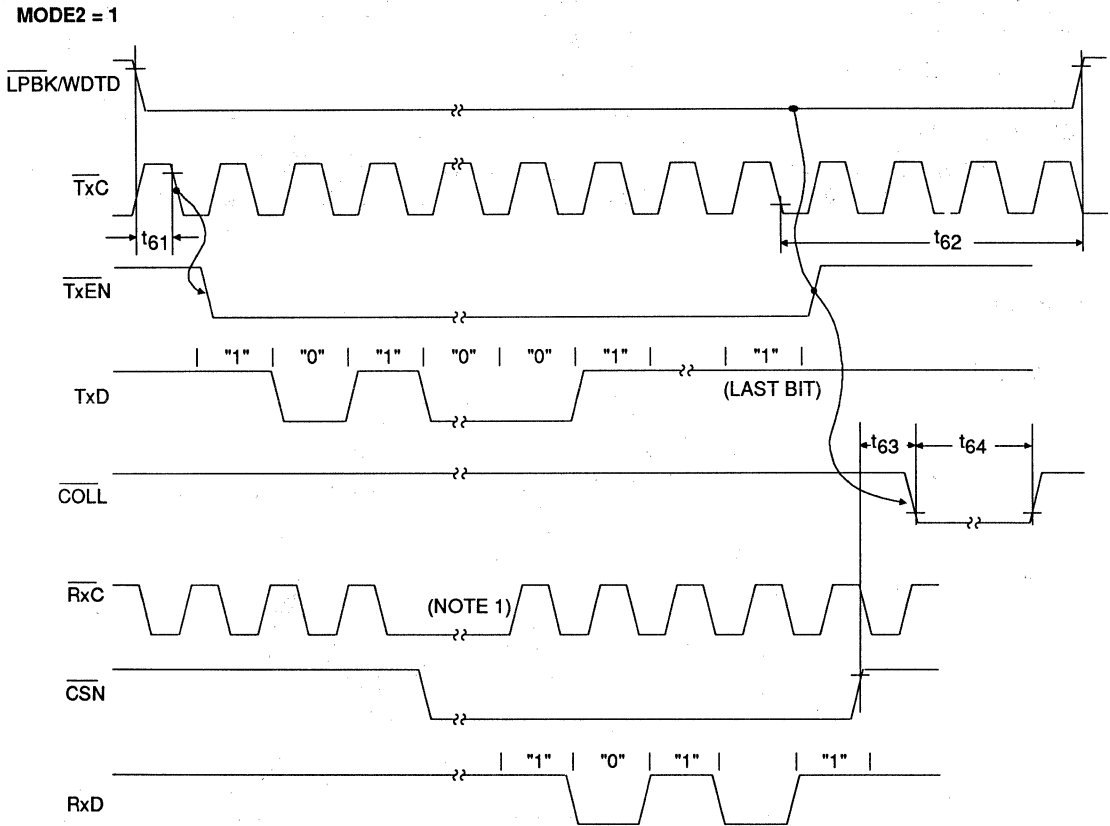 MODE2 = 1
LPBK/WDTD
TxC
t61
t62
TxEN
"1" "0" "1" "0" "0" "1" "1"
TxD
(LAST BIT)
t63 t64
COLL
RxC
(NOTE 1)
CSN
"1" "0" "1" "1"
RxD